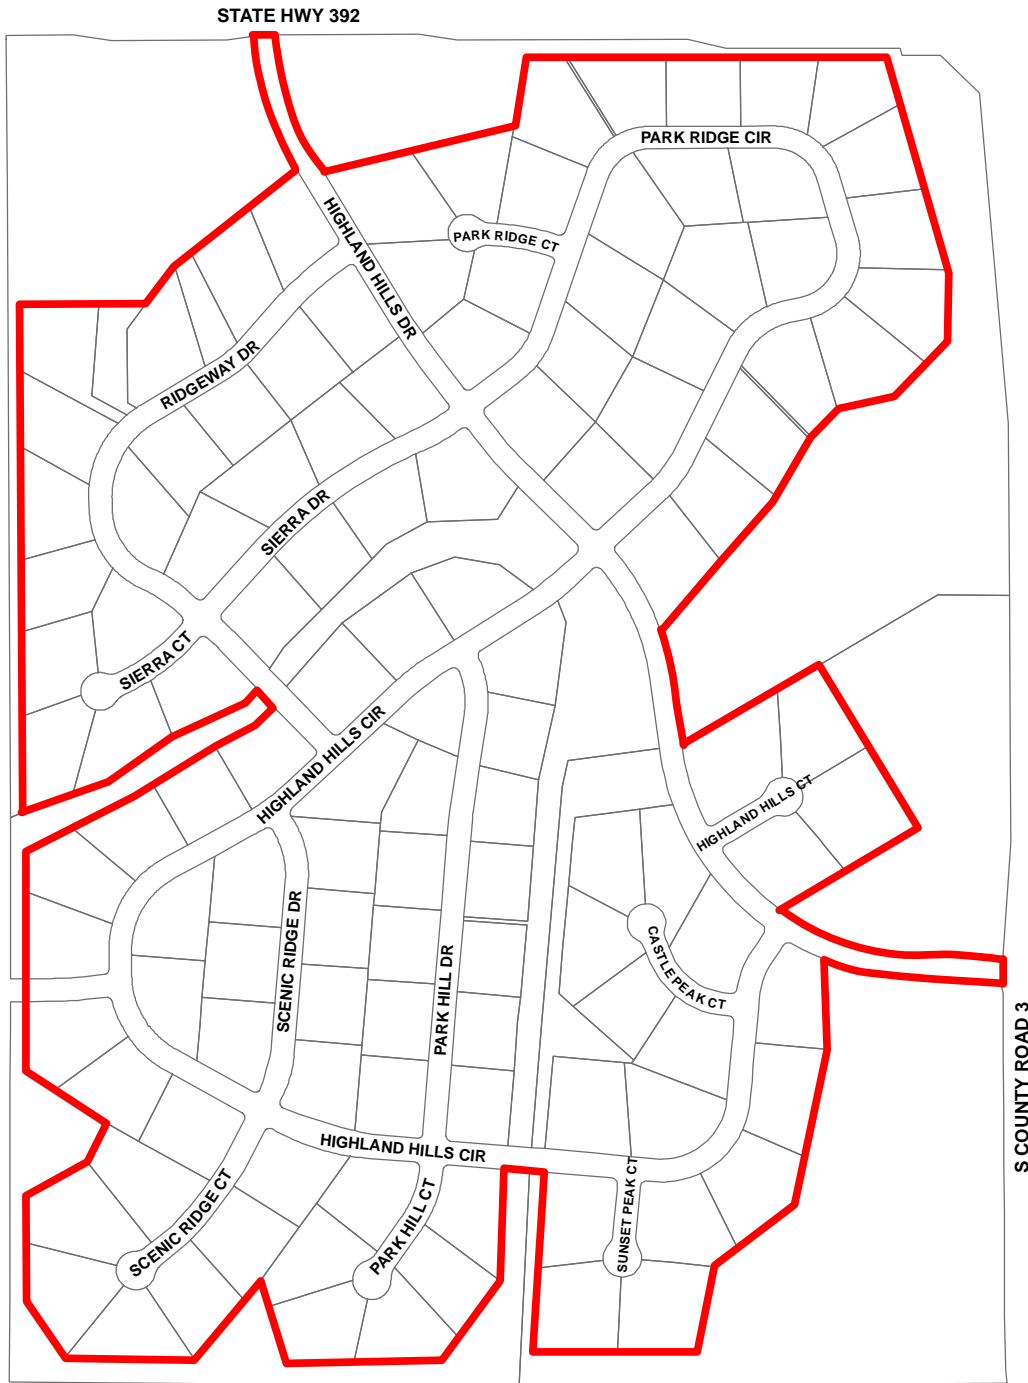 STATE HWY 392
PARK RIDGE CIR
HIGHLAND HILLS DR
PARK RIDGE CT
RIDGEWAY DR
SIERRA DR
SIERRA CT
HIGHLAND HILLS CIR
HIGHLAND HILLS CT
SCENIC RIDGE DR
CASTLE PEAK CT
PARK HILL DR
S COUNTY ROAD 3
HIGHLAND HILLS CIR
SCENIC RIDGE CT
PARK HILL CT
SUNSET PEAK CT